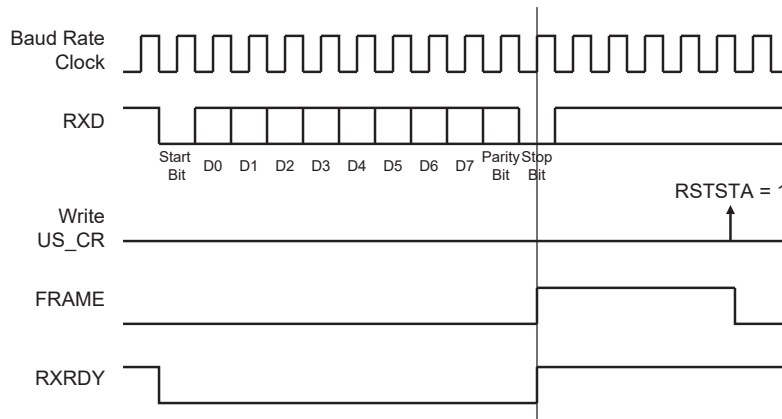 Baud Rate
Clock
RXD
Start
Bit
D0 D1 D2 D3 D4 D5 D6 D7
Parity
Bit
Stop
Bit
Write
US_CR
RSTSTA = 1
FRAME
RXRDY